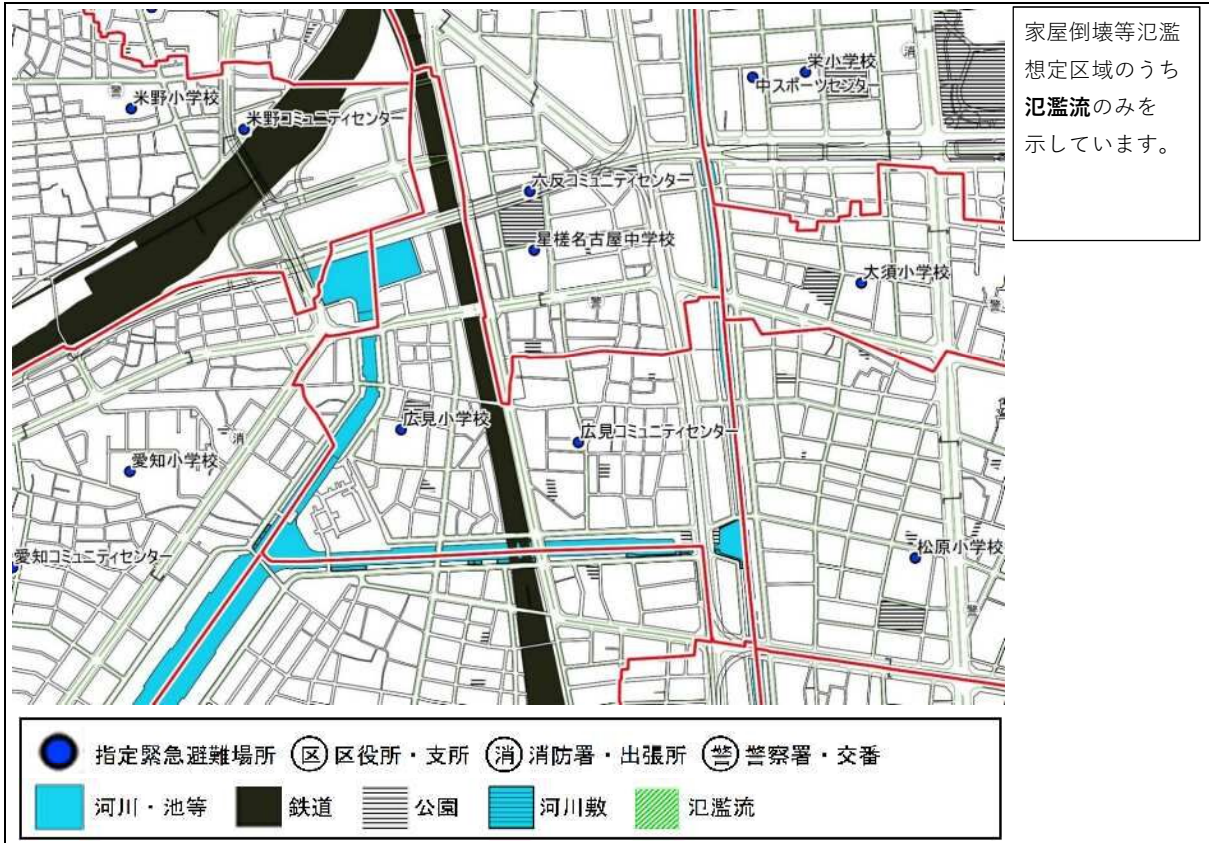 家屋倒壊等氾濫
想定区域のうち
氾濫流のみを
示しています。
栄小学校
消
中スポーツセンター
警
米野小学校
米野コミュニティセンター
六反コミュニティセンター
星槎名古屋中学校
大須小学校
警
警
広見小学校
広見コミュニティセンター
消
愛知小学校
愛知コミュニティセンター
松原小学校
警
指定緊急避難場所 区 区役所・支所 消 消防署・出張所 警 警察署・交番
河川・池等 鉄道 公園 河川敷 氾濫流